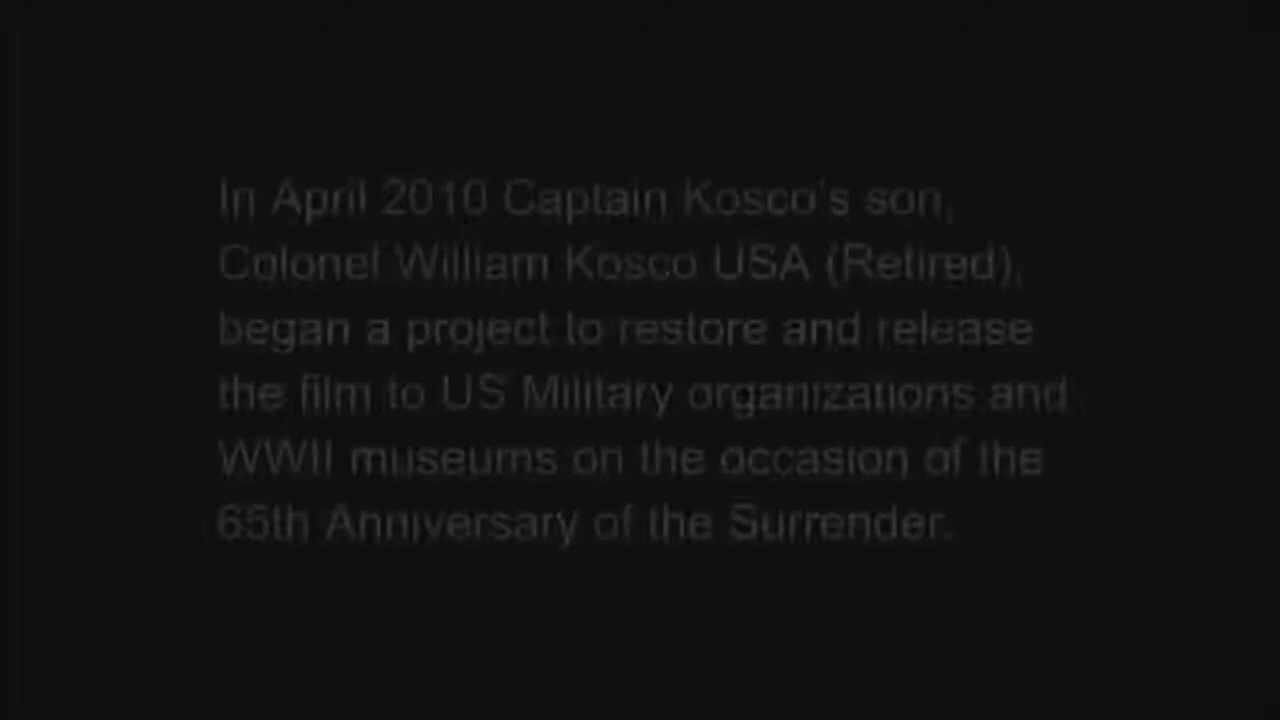 In April 2010 Captain Kosco's son,
Colonel William Kosco USA (Retired),
began a project to restore and release
the film to US Military organizations and
WWII museums on the occasion of the
65th Anniversary of the Surrender.